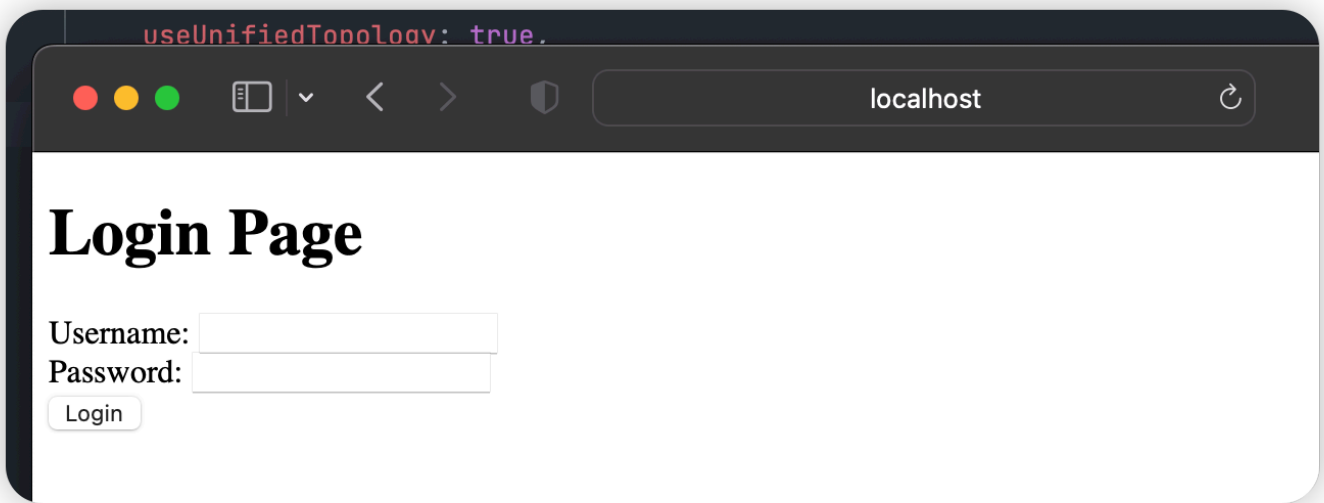 useUnifiedTopology: true,
localhost
Login Page
Username:
Password:
Login